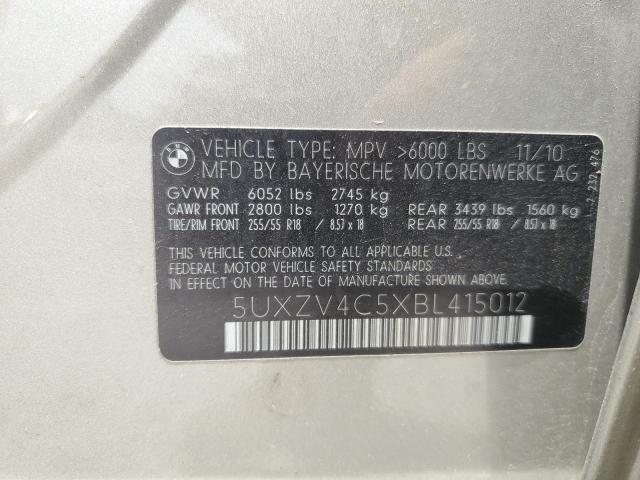 BMW
VEHICLE TYPE: MPV >6000 LBS 11/10
MFD BY BAYERISCHE MOTORENWERKE AG
GVWR 6052 lbs 2745 kg
GAWR FRONT 2800 lbs 1270 kg REAR 3439 lbs 1560 kg
TIRE/RIM FRONT 255/55 R18 / 8.5J x 18 REAR 255/55 R18 / 8.5J x 18
THIS VEHICLE CONFORMS TO ALL APPLICABLE U.S.
FEDERAL MOTOR VEHICLE SAFETY STANDARDS
IN EFFECT ON THE DATE OF MANUFACTURE SHOWN ABOVE.
5UXZV4C5XBL415012